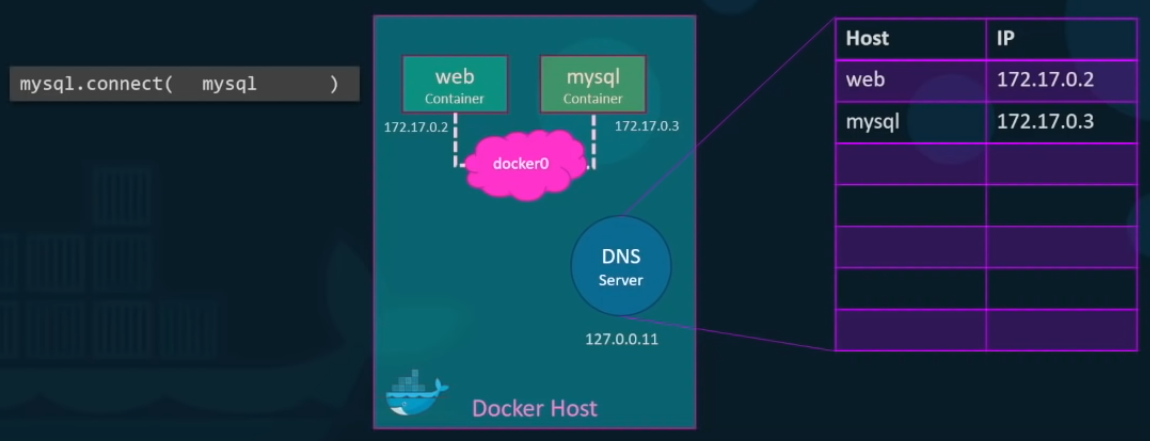 mysql.connect( mysql )
web
Container
mysql
Container
172.17.0.2
172.17.0.3
docker0
DNS
Server
127.0.0.11
Docker Host
Host IP
web 172.17.0.2
mysql 172.17.0.3